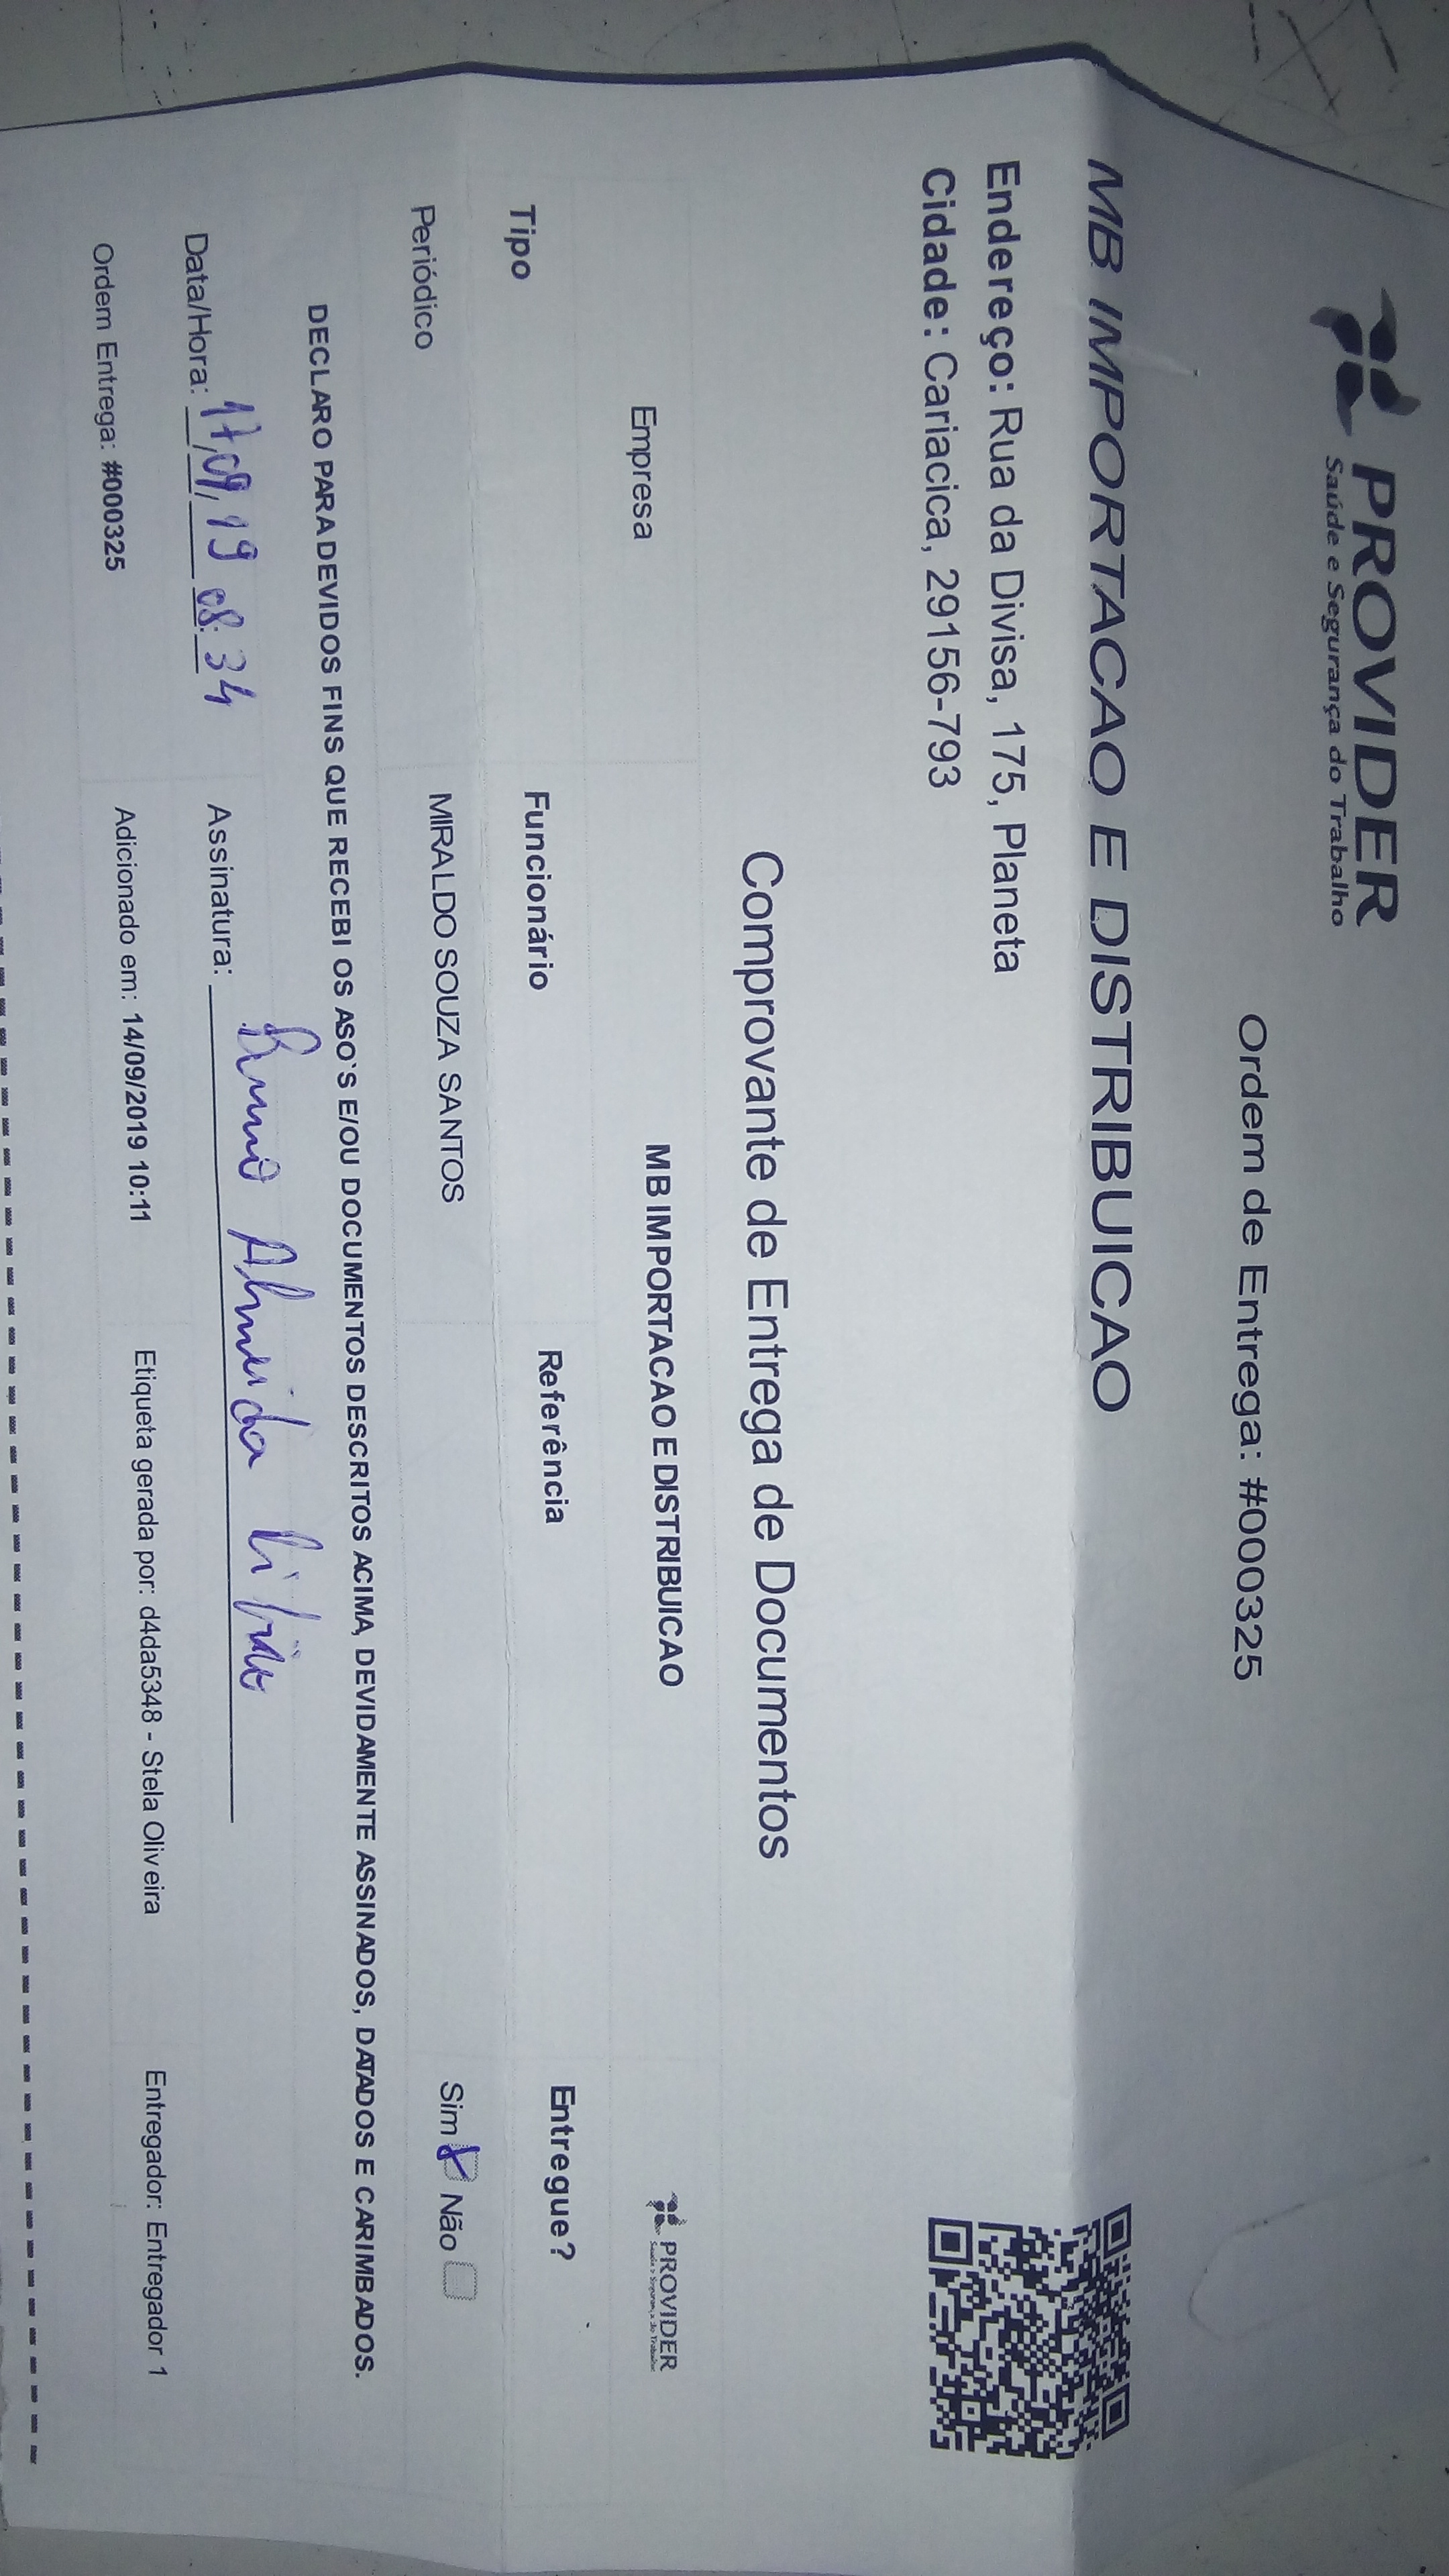 PROVIDER
Saúde e Segurança do Trabalho
Ordem de Entrega: #000325
MB IMPORTACAO E DISTRIBUICAO
Endereço: Rua da Divisa, 175, Planeta
Cidade: Cariacica, 29156-793
Comprovante de Entrega de Documentos
Empresa MB IMPORTACAO E DISTRIBUICAO PROVIDER
Saúde e Segurança do Trabalho
Tipo Funcionário Referência Entregue?
Periódico MIRALDO SOUZA SANTOS Sim Não
DECLARO PARA DEVIDOS FINS QUE RECEBI OS ASO'S E/OU DOCUMENTOS DESCRITOS ACIMA, DEVIDAMENTE ASSINADOS, DATADOS E CARIMBADOS.
Data/Hora: 17/09/19 08:34 Assinatura: Bruno Almeida
Ordem Entrega: #000325 Adicionado em: 14/09/2019 10:11 Etiqueta gerada por: d4da5348 - Stela Oliveira Entregador: Entregador 1